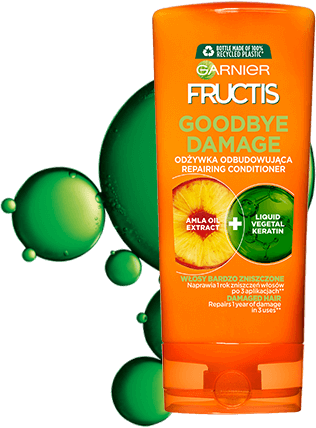 BOTTLE MADE OF 100%
RECYCLED PLASTIC*
GARNIER
FRUCTIS
GOODBYE
DAMAGE
ODŻYWKA ODBUDOWUJĄCA
REPAIRING CONDITIONER
AMLA OIL
EXTRACT
+
LIQUID
VEGETAL
KERATIN
WŁOSY BARDZO ZNISZCZONE
Naprawia 1 rok zniszczeń włosów
po 3 aplikacjach**
DAMAGED HAIR
Repairs 1 year of damage
in 3 uses**